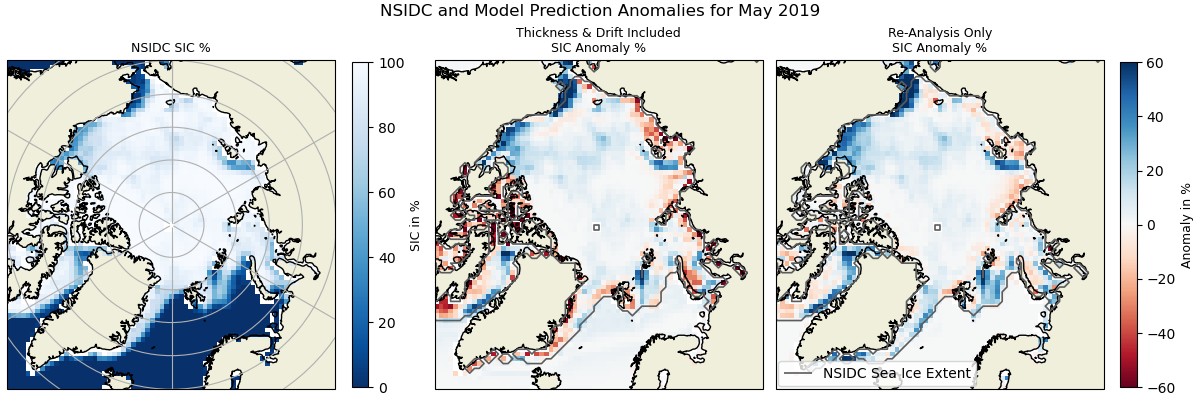 NSIDC and Model Prediction Anomalies for May 2019
NSIDC SIC %
100
80
60
40
20
0
SIC in %
Thickness & Drift Included
SIC Anomaly %
Re-Analysis Only
SIC Anomaly %
NSIDC Sea Ice Extent
60
40
20
0
−20
−40
−60
Anomaly in %